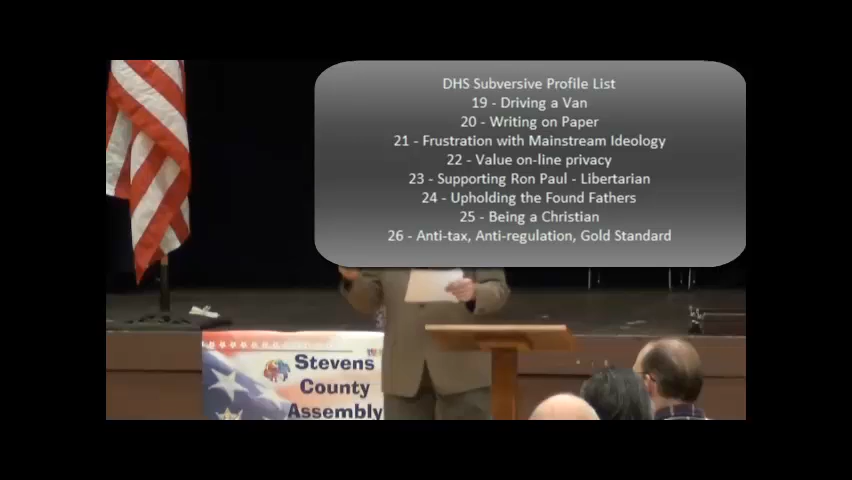 DHS Subversive Profile List
19 - Driving a Van
20 - Writing on Paper
21 - Frustration with Mainstream Ideology
22 - Value on-line privacy
23 - Supporting Ron Paul - Libertarian
24 - Upholding the Found Fathers
25 - Being a Christian
26 - Anti-tax, Anti-regulation, Gold Standard
Stevens
County
Assembly